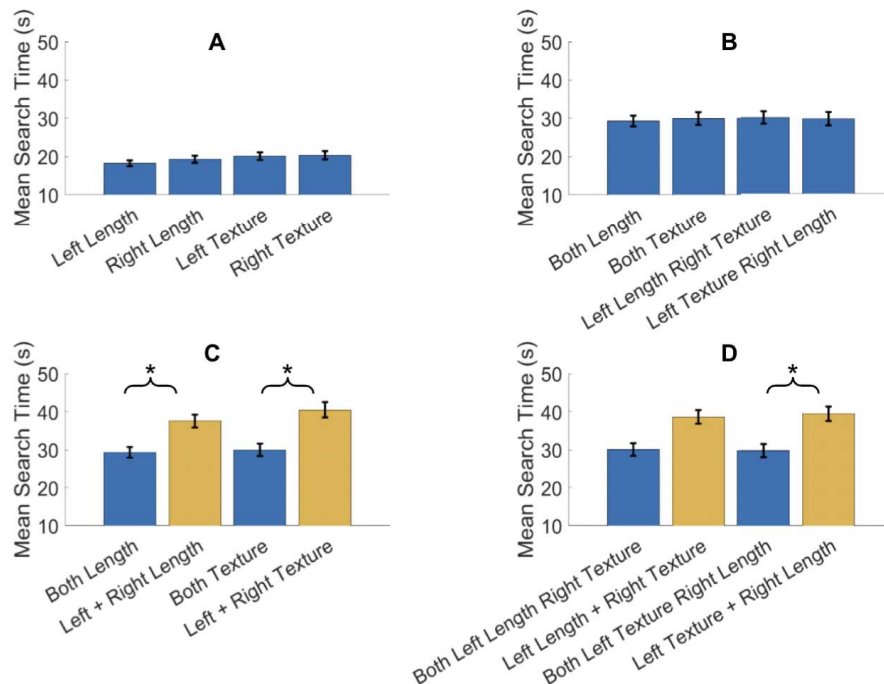 A
Mean Search Time (s)
50
40
30
20
10
Left Length
Right Length
Left Texture
Right Texture
B
Mean Search Time (s)
50
40
30
20
10
Both Length
Both Texture
Left Length Right Texture
Left Texture Right Length
C
Mean Search Time (s)
50
40
30
20
10
*
*
Both Length
Left + Right Length
Both Texture
Left + Right Texture
D
Mean Search Time (s)
50
40
30
20
10
*
Both Left Length Right Texture
Left Length + Right Texture
Both Left Texture Right Length
Left Texture + Right Length